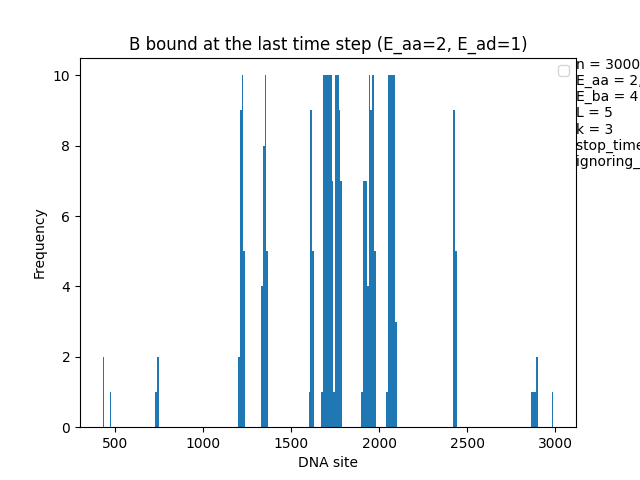 B bound at the last time step (E_aa=2, E_ad=1)
n = 3000
E_aa = 2,
E_ba = 4
L = 5
k = 3
stop_time
ignoring_
Frequency
10
8
6
4
2
0
500 1000 1500 2000 2500 3000
DNA site